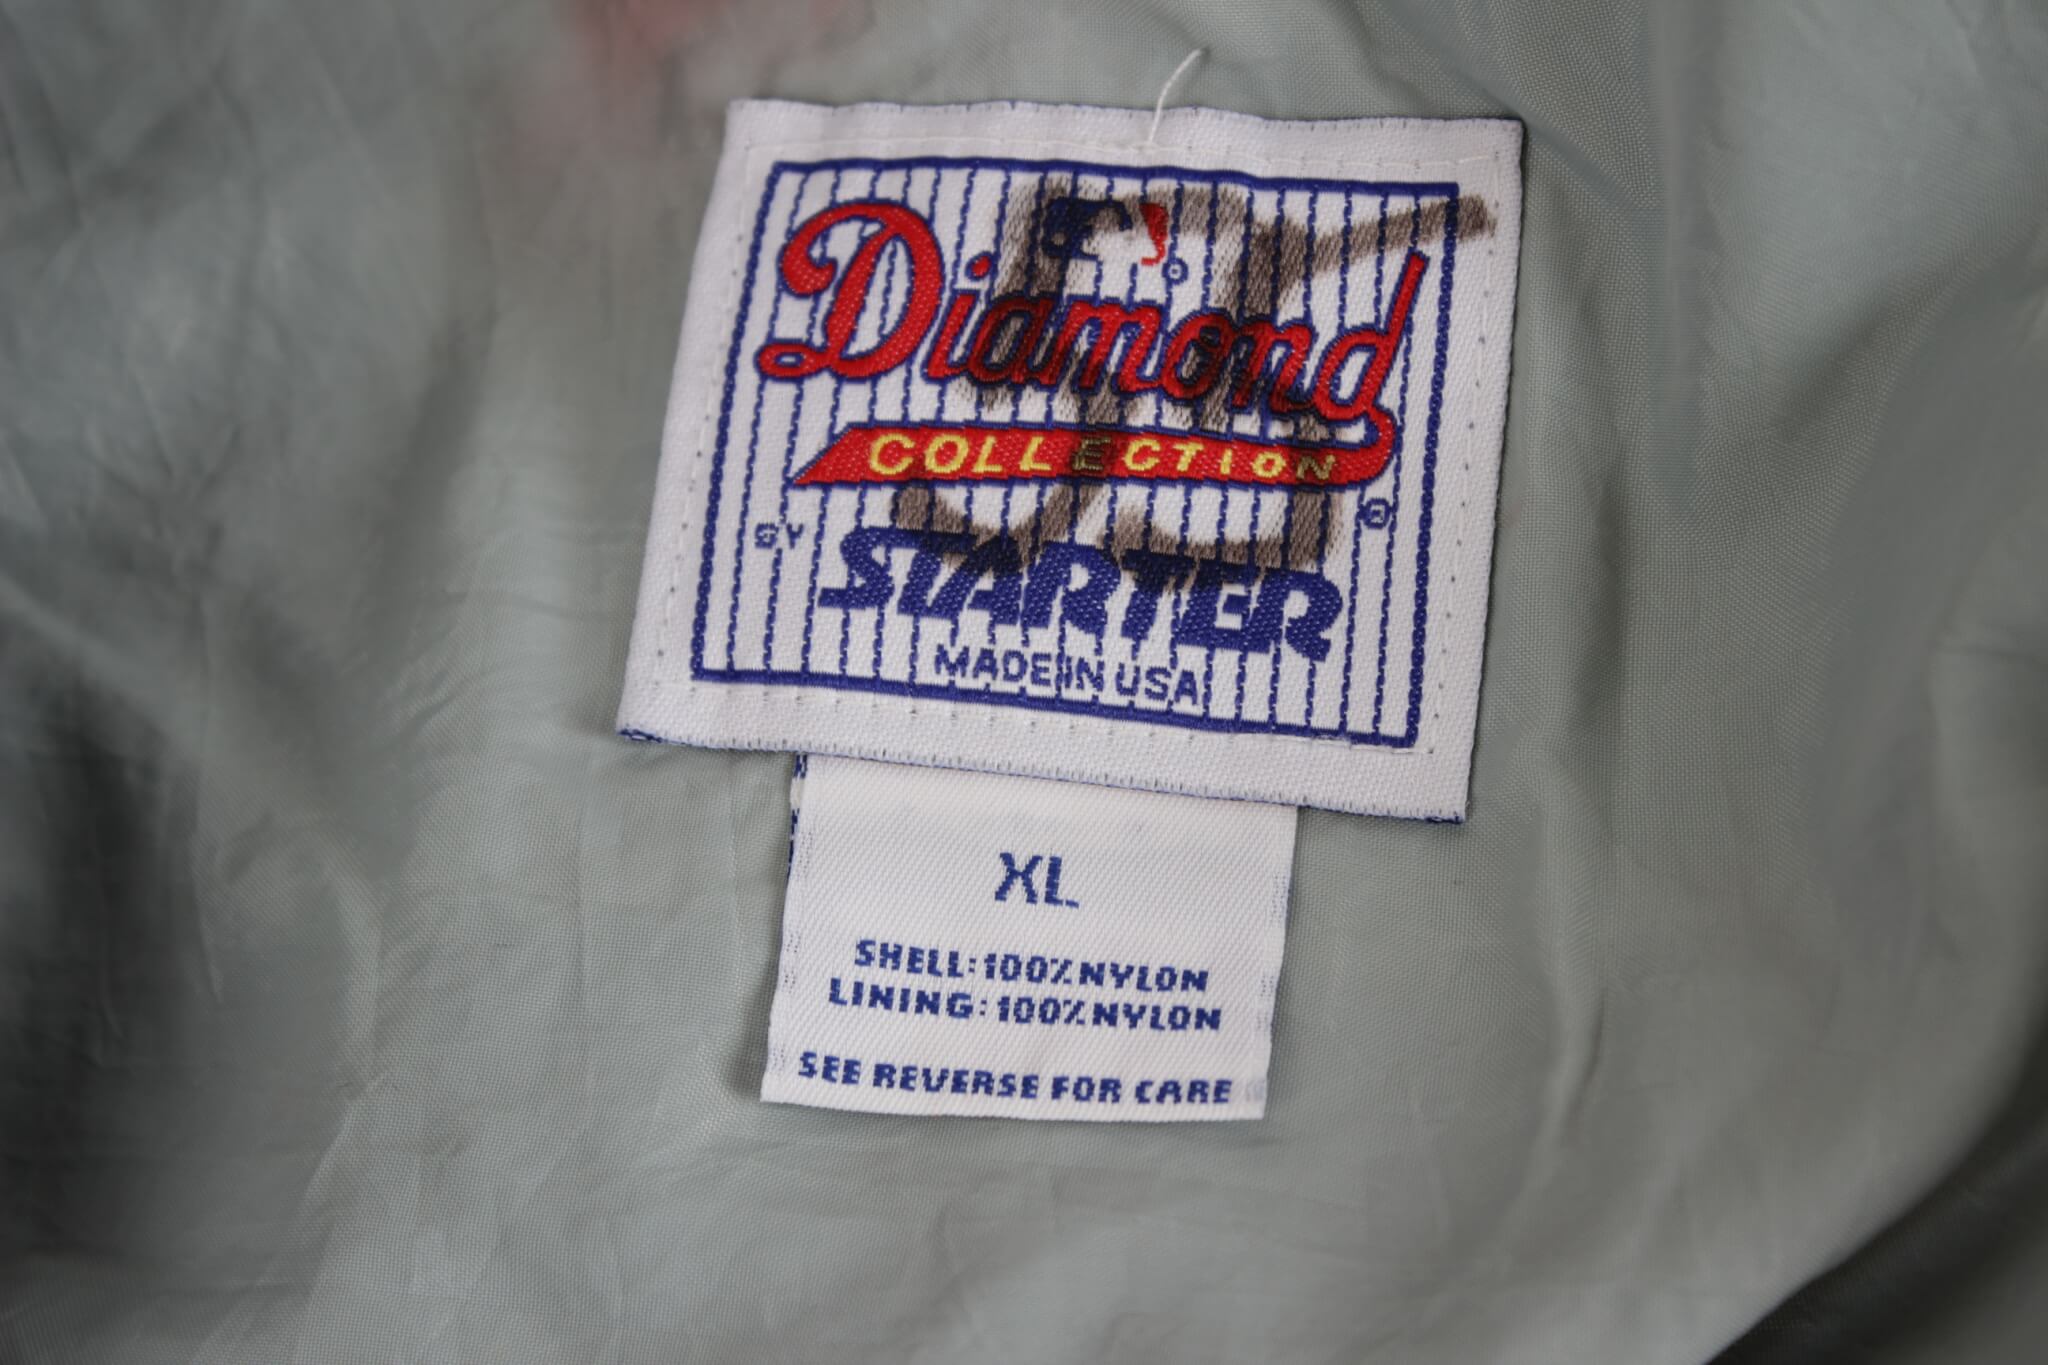 Diamond
COLLECTION
BY
STARTER
MADE IN USA
XL
SHELL:100%NYLON
LINING:100%NYLON
SEE REVERSE FOR CARE